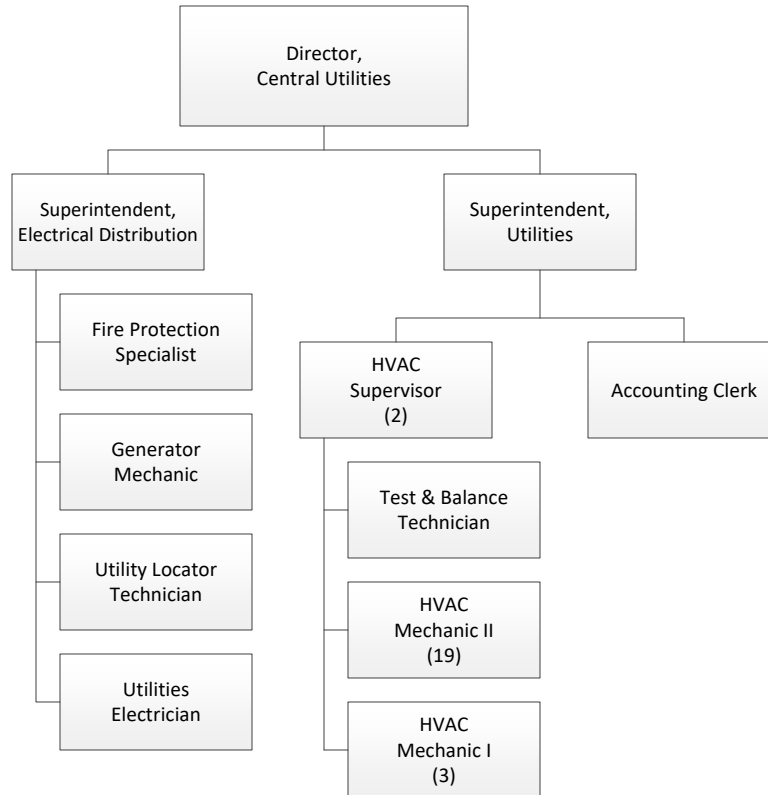 Director,
Central Utilities
Superintendent,
Electrical Distribution
Superintendent,
Utilities
Fire Protection
Specialist
Generator
Mechanic
Utility Locator
Technician
Utilities
Electrician
HVAC
Supervisor
(2)
Accounting Clerk
Test & Balance
Technician
HVAC
Mechanic II
(19)
HVAC
Mechanic I
(3)